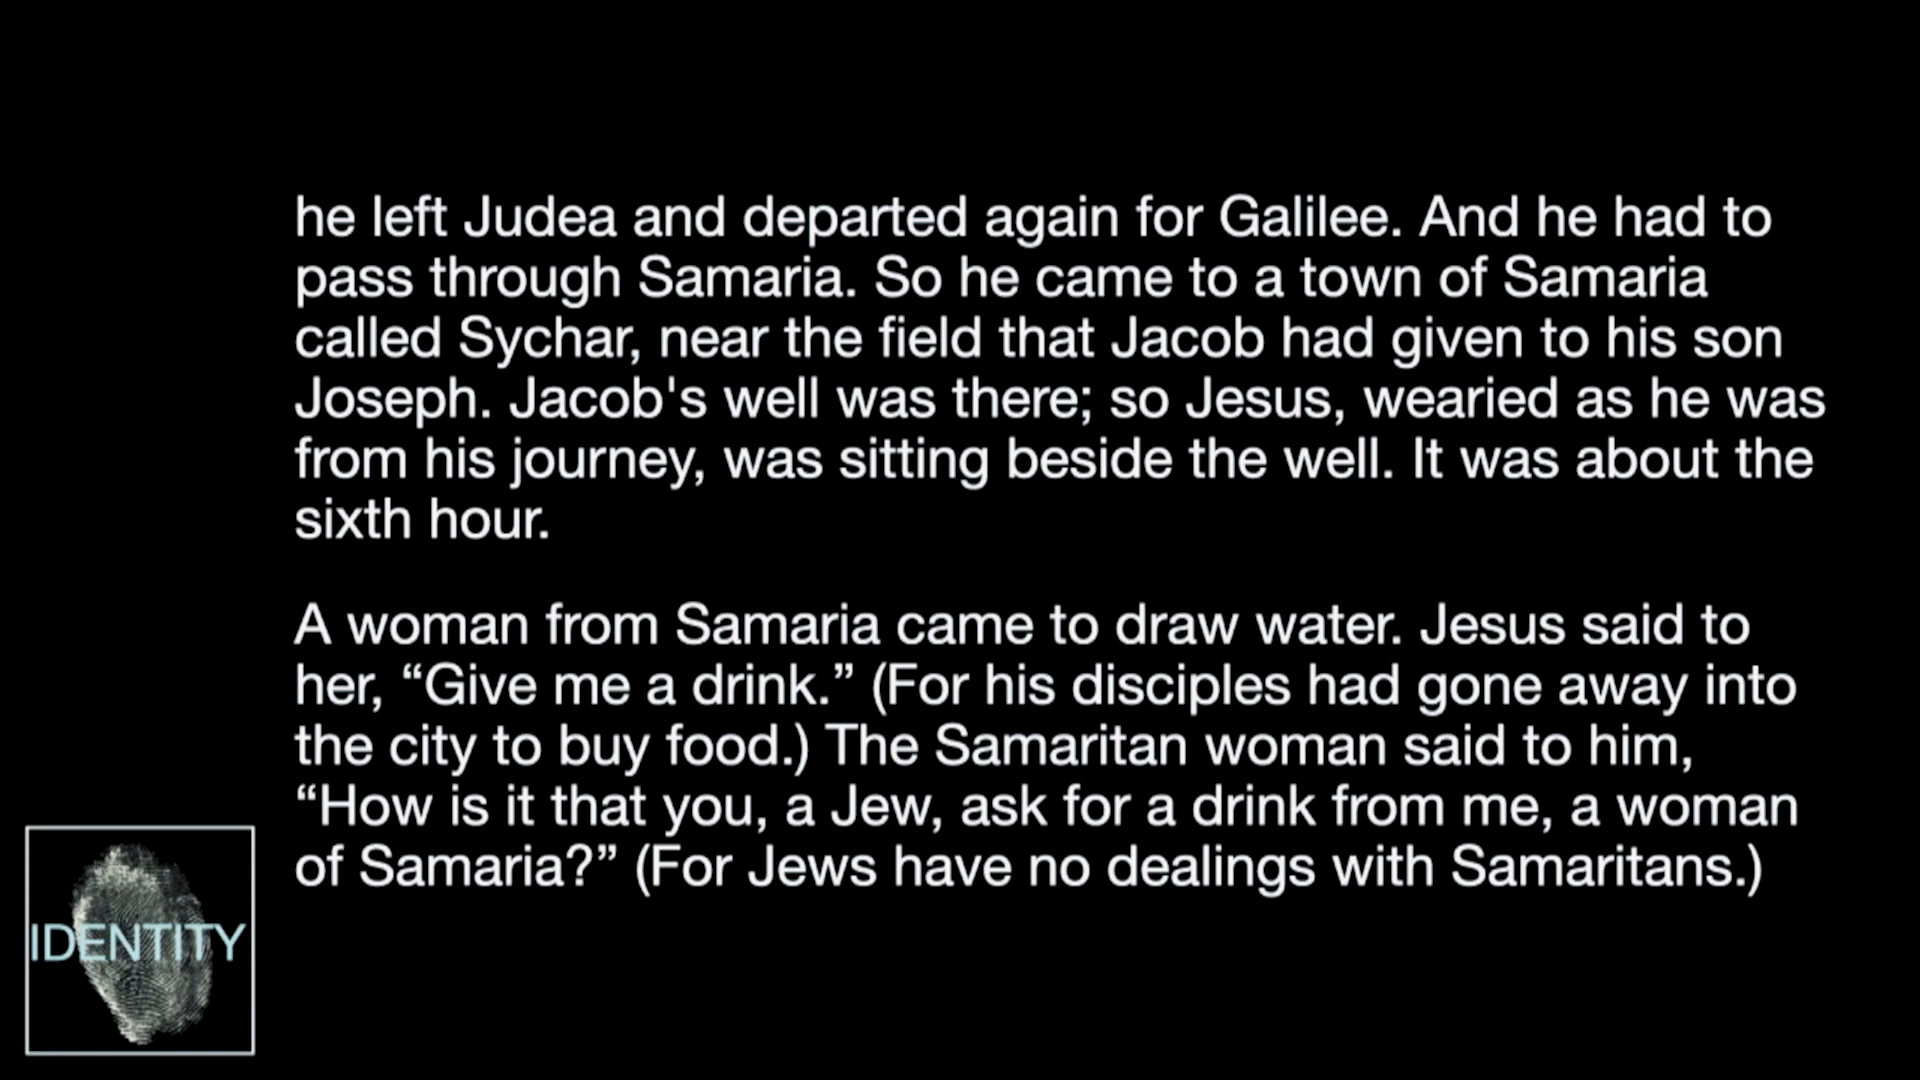 he left Judea and departed again for Galilee. And he had to
pass through Samaria. So he came to a town of Samaria
called Sychar, near the field that Jacob had given to his son
Joseph. Jacob's well was there; so Jesus, wearied as he was
from his journey, was sitting beside the well. It was about the
sixth hour.
A woman from Samaria came to draw water. Jesus said to
her, “Give me a drink.” (For his disciples had gone away into
the city to buy food.) The Samaritan woman said to him,
“How is it that you, a Jew, ask for a drink from me, a woman
of Samaria?” (For Jews have no dealings with Samaritans.)
IDENTITY